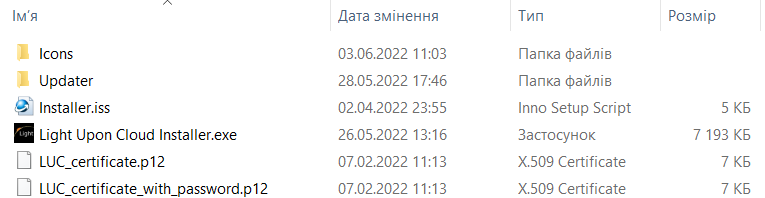 Ім'я Дата змінення Тип Розмір
Icons 03.06.2022 11:03 Папка файлів
Updater 28.05.2022 17:46 Папка файлів
Installer.iss 02.04.2022 23:55 Inno Setup Script 5 КБ
Light Light Upon Cloud Installer.exe 26.05.2022 13:16 Застосунок 7 193 КБ
LUC_certificate.p12 07.02.2022 11:13 X.509 Certificate 7 КБ
LUC_certificate_with_password.p12 07.02.2022 11:13 X.509 Certificate 7 КБ